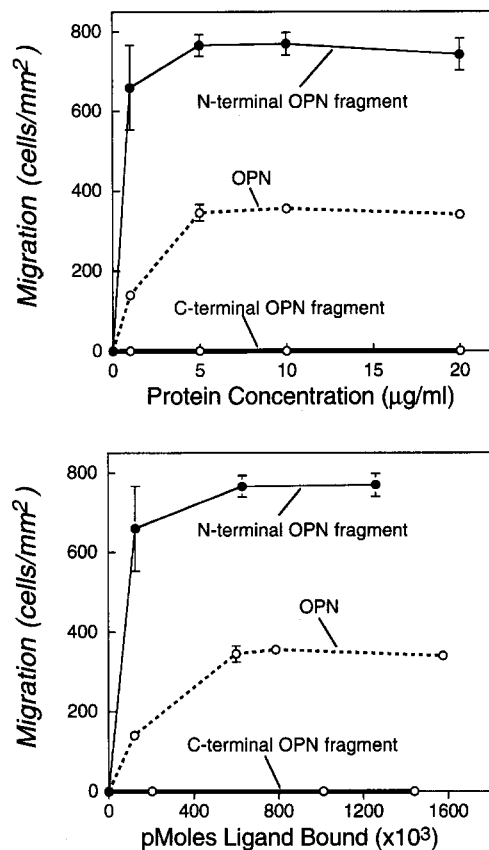 Migration (cells/mm²)
800
600
400
200
0
N-terminal OPN fragment
OPN
C-terminal OPN fragment
0 5 10 15 20
Protein Concentration (μg/ml)
Migration (cells/mm²)
800
600
400
200
0
N-terminal OPN fragment
OPN
C-terminal OPN fragment
0 400 800 1200 1600
pMoles Ligand Bound (x10³)